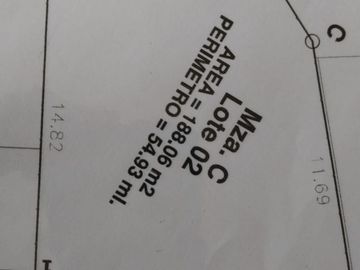 C
Mza. C
Lote 02
AREA = 188.06 m2
PERIMETRO = 54.93 ml.
14.82
11.69